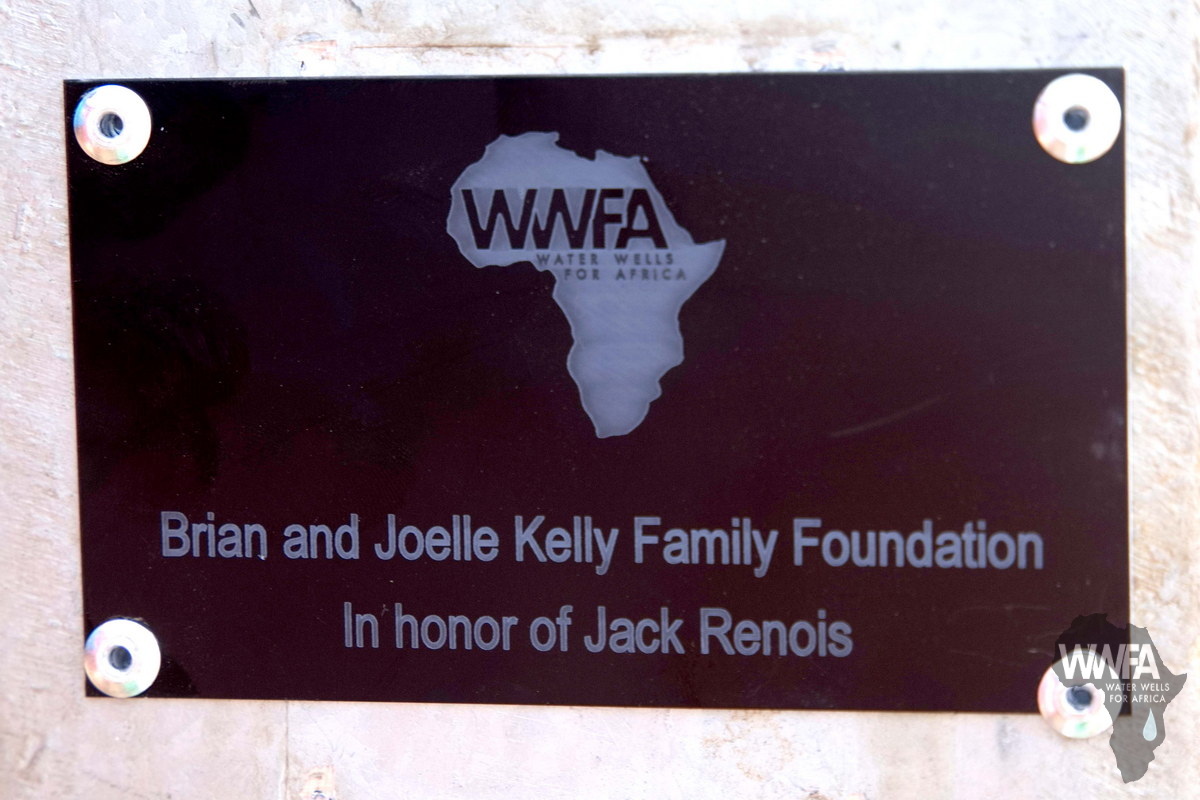 WWFA
WATER WELLS
FOR AFRICA
Brian and Joelle Kelly Family Foundation
In honor of Jack Renois
WWFA
WATER WELLS
FOR AFRICA